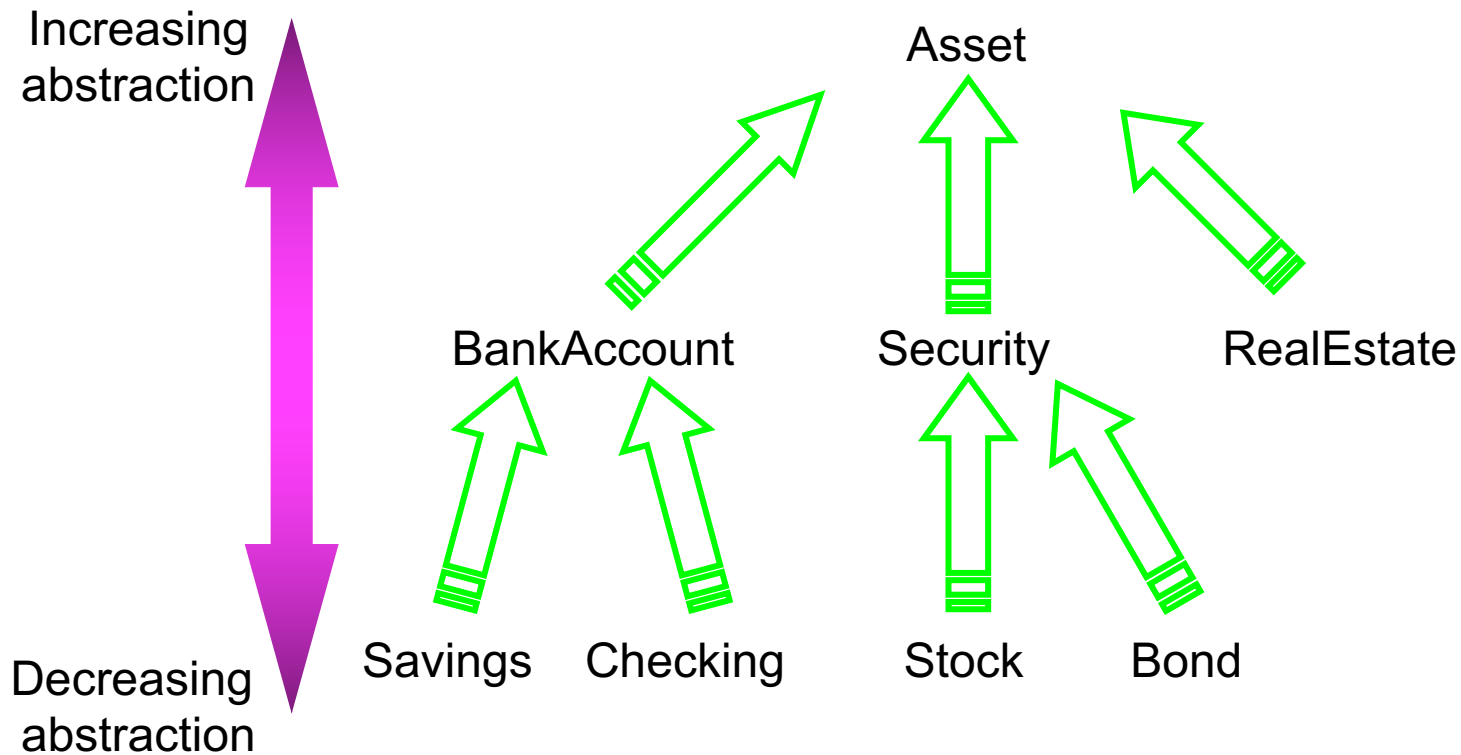 Increasing
abstraction
Asset
BankAccount
Security
RealEstate
Savings
Checking
Stock
Bond
Decreasing
abstraction